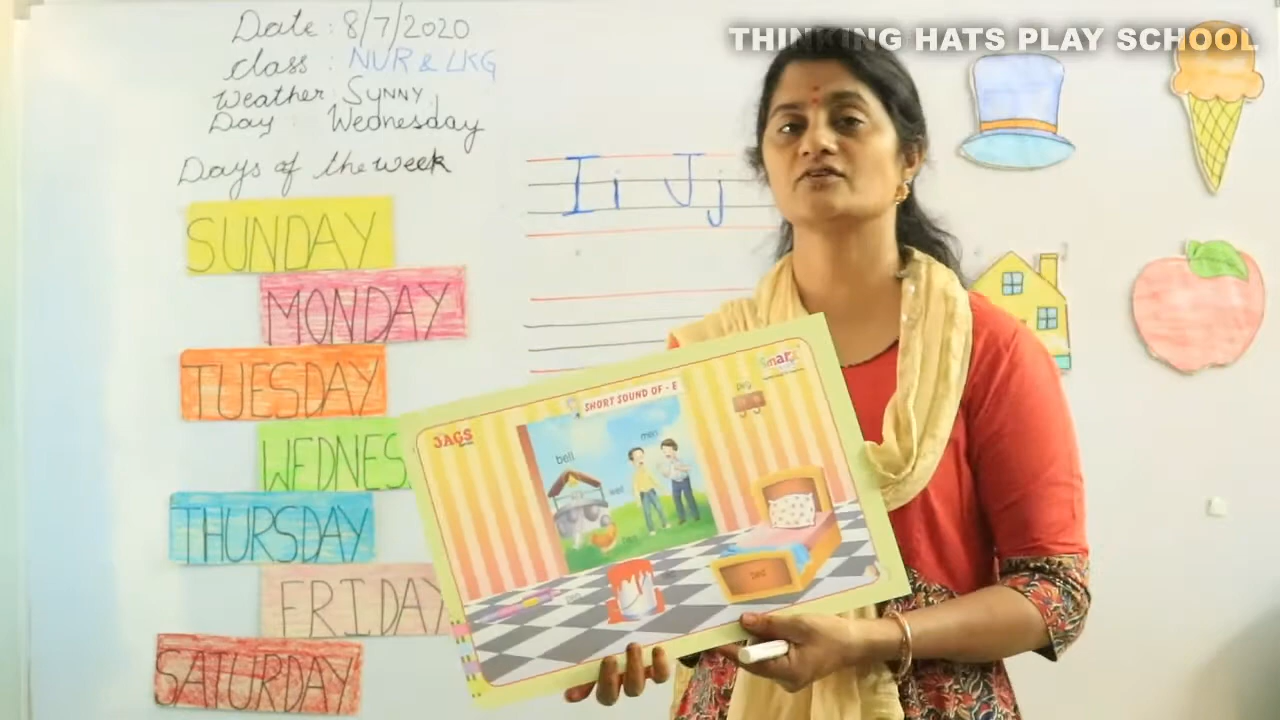 THINKING HATS PLAY SCHOOL
Date : 8/7/2020
class : NUR & LKG
Weather: SUNNY
Day : Wednesday
Days of the week
SUNDAY
MONDAY
TUESDAY
WEDNES
THURSDAY
FRIDAY
SATURDAY
I i J j
JAGS
SHORT SOUND OF - E
peg
men
bell
bed